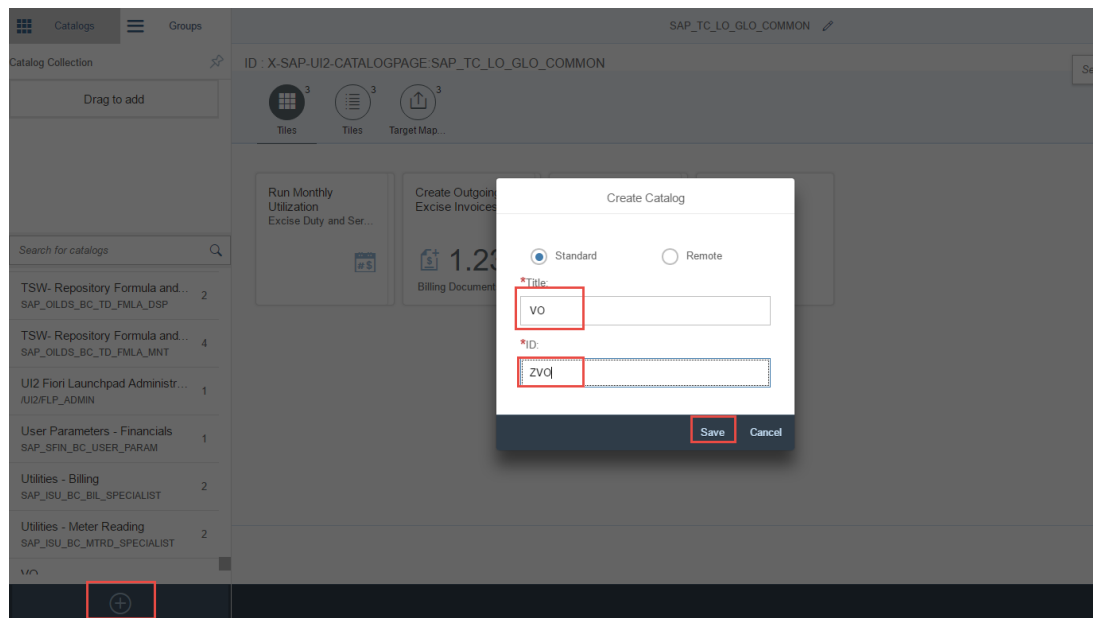 Catalogs
Groups
SAP_TC_LO_GLO_COMMON
Catalog Collection
ID : X-SAP-UI2-CATALOGPAGE:SAP_TC_LO_GLO_COMMON
Se
Drag to add
3
3
3
Tiles
Tiles
Target Map...
Run Monthly
Utilization
Excise Duty and Ser...
Create Outgoing
Excise Invoices
1.23
Billing Document
Create Catalog
Standard
Remote
*Title:
VO
*ID:
ZVO
Save
Cancel
Search for catalogs
TSW- Repository Formula and...
2
SAP_OILDS_BC_TD_FMLA_DSP
TSW- Repository Formula and...
4
SAP_OILDS_BC_TD_FMLA_MNT
UI2 Fiori Launchpad Administr...
1
/UI2/FLP_ADMIN
User Parameters - Financials
1
SAP_SFIN_BC_USER_PARAM
Utilities - Billing
2
SAP_ISU_BC_BIL_SPECIALIST
Utilities - Meter Reading
2
SAP_ISU_BC_MTRD_SPECIALIST
VO